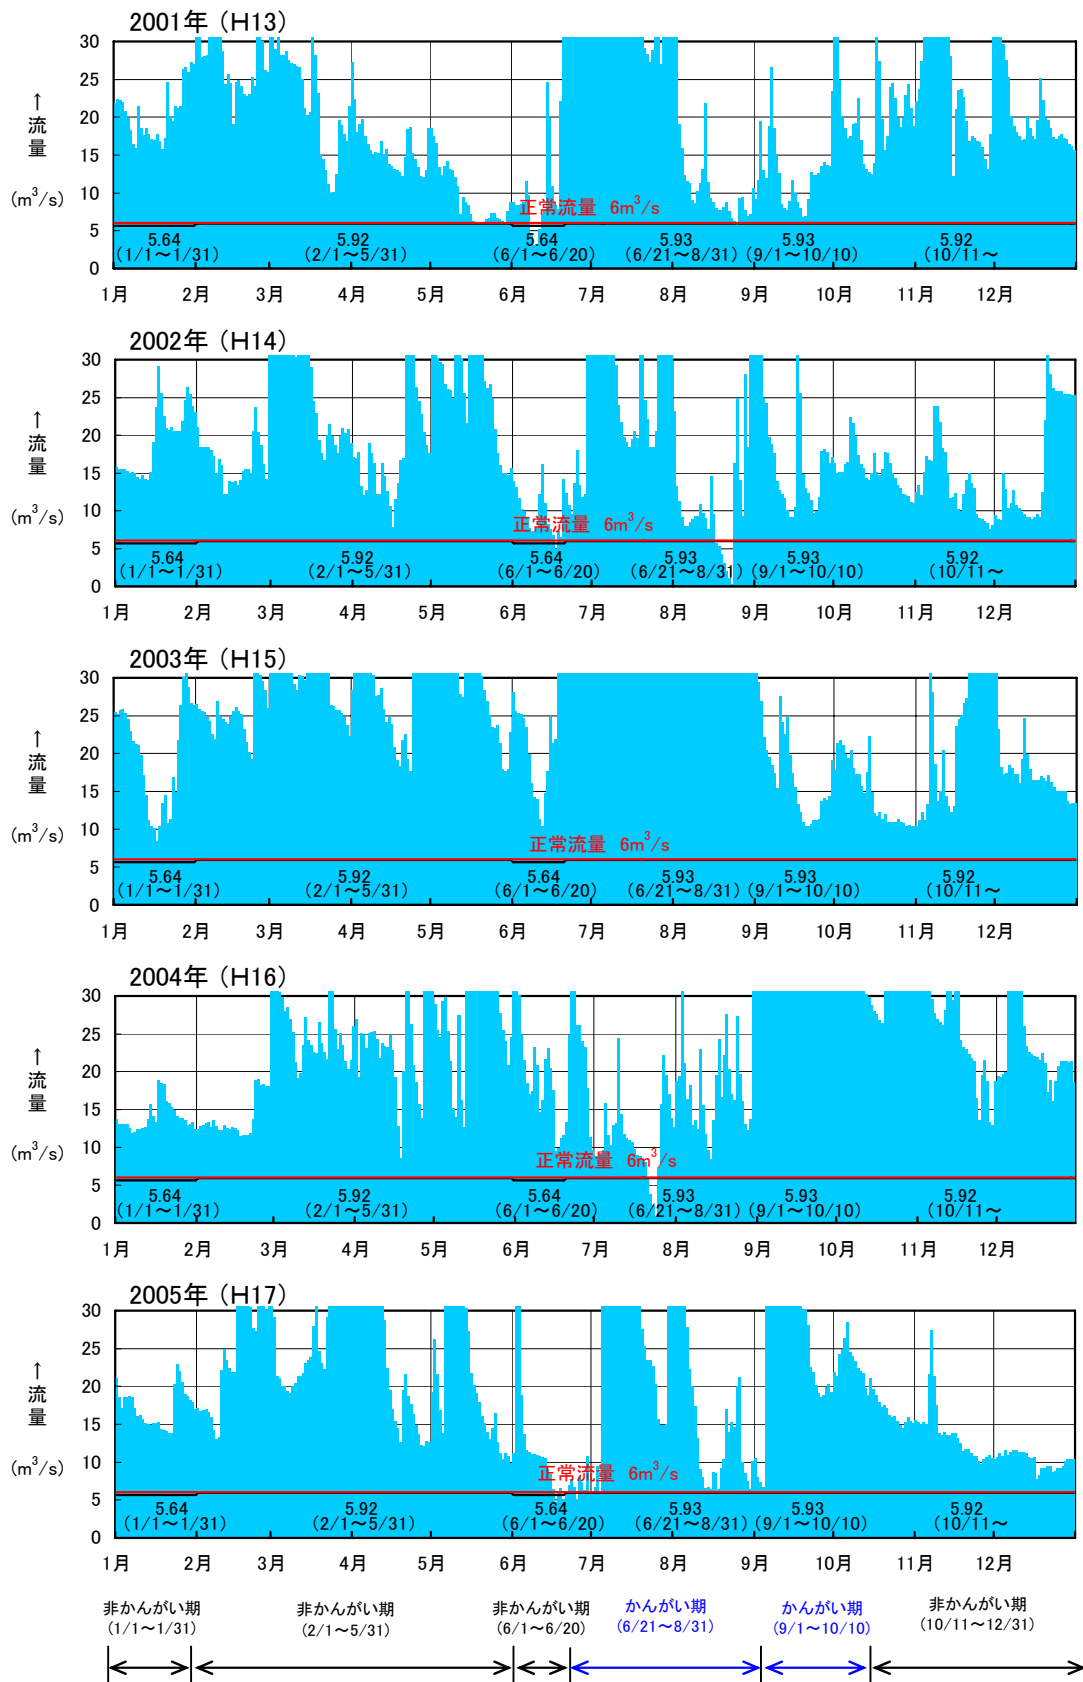 2001年（H13）
30
25
20
15
10
5
0
↑
流
量
(m³/s)
正常流量 6m³/s
5.64 5.92 5.64 5.93 5.93 5.92
(1/1～1/31) (2/1～5/31) (6/1～6/20) (6/21～8/31) (9/1～10/10) (10/11～
1月 2月 3月 4月 5月 6月 7月 8月 9月 10月 11月 12月
2002年（H14）
30
25
20
15
10
5
0
↑
流
量
(m³/s)
正常流量 6m³/s
5.64 5.92 5.64 5.93 5.93 5.92
(1/1～1/31) (2/1～5/31) (6/1～6/20) (6/21～8/31) (9/1～10/10) (10/11～
1月 2月 3月 4月 5月 6月 7月 8月 9月 10月 11月 12月
2003年（H15）
30
25
20
15
10
5
0
↑
流
量
(m³/s)
正常流量 6m³/s
5.64 5.92 5.64 5.93 5.93 5.92
(1/1～1/31) (2/1～5/31) (6/1～6/20) (6/21～8/31) (9/1～10/10) (10/11～
1月 2月 3月 4月 5月 6月 7月 8月 9月 10月 11月 12月
2004年（H16）
30
25
20
15
10
5
0
↑
流
量
(m³/s)
正常流量 6m³/s
5.64 5.92 5.64 5.93 5.93 5.92
(1/1～1/31) (2/1～5/31) (6/1～6/20) (6/21～8/31) (9/1～10/10) (10/11～
1月 2月 3月 4月 5月 6月 7月 8月 9月 10月 11月 12月
2005年（H17）
30
25
20
15
10
5
0
↑
流
量
(m³/s)
正常流量 6m³/s
5.64 5.92 5.64 5.93 5.93 5.92
(1/1～1/31) (2/1～5/31) (6/1～6/20) (6/21～8/31) (9/1～10/10) (10/11～
1月 2月 3月 4月 5月 6月 7月 8月 9月 10月 11月 12月
非かんがい期 非かんがい期 非かんがい期 かんがい期 かんがい期 非かんがい期
(1/1～1/31) (2/1～5/31) (6/1～6/20) (6/21～8/31) (9/1～10/10) (10/11～12/31)